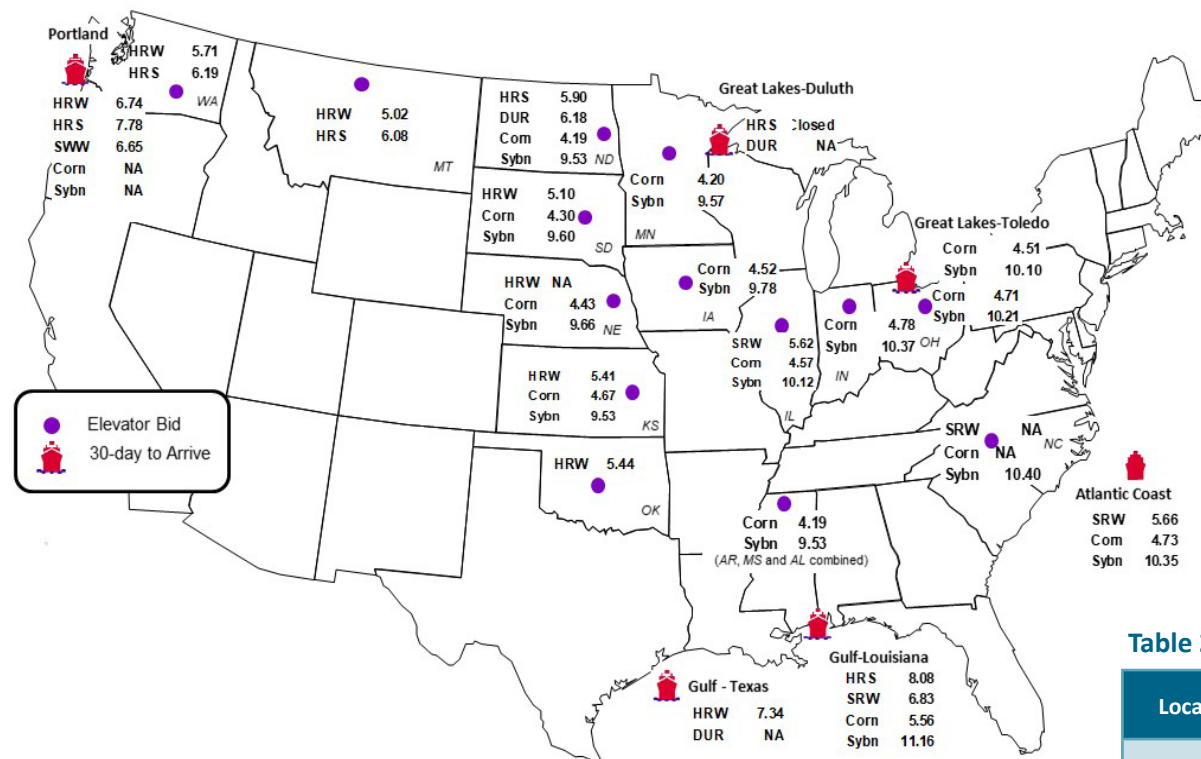 Portland
HRW 5.71
HRS 6.19
WA
HRW 6.74
HRS 7.78
SWW 6.65
Corn NA
Sybn NA
HRW 5.02
HRS 6.08
MT
HRS 5.90
DUR 6.18
Corn 4.19
Sybn 9.53
ND
Great Lakes-Duluth
HRS Closed
DUR NA
Corn 4.20
Sybn 9.57
MN
HRW 5.10
Corn 4.30
Sybn 9.60
SD
Great Lakes-Toledo
Corn 4.51
Sybn 10.10
HRW NA
Corn 4.43
Sybn 9.66
NE
Corn 4.52
Sybn 9.78
IA
Corn 4.71
Sybn 10.21
OH
Corn 4.78
Sybn 10.37
IN
SRW 5.62
Corn 4.57
Sybn 10.12
IL
HRW 5.41
Corn 4.67
Sybn 9.53
KS
Elevator Bid
30-day to Arrive
SRW NA
Corn NA
Sybn 10.40
NC
HRW 5.44
OK
Corn 4.19
Sybn 9.53
(AR, MS and AL combined)
Atlantic Coast
SRW 5.66
Corn 4.73
Sybn 10.35
Gulf - Texas
HRW 7.34
DUR NA
Gulf-Louisiana
HRS 8.08
SRW 6.83
Corn 5.56
Sybn 11.16
Table
Loca